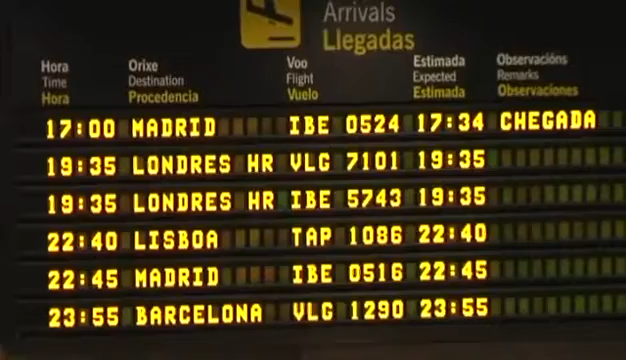 Arrivals
Llegadas
Hora Orixe Voo Estimada Observacións
Time Destination Flight Expected Remarks
Hora Procedencia Vuelo Estimada Observaciones
17:00 MADRID IBE 0524 17:34 CHEGADA
19:35 LONDRES HR VLG 7101 19:35
19:35 LONDRES HR IBE 5743 19:35
22:40 LISBOA TAP 1086 22:40
22:45 MADRID IBE 0516 22:45
23:55 BARCELONA VLG 1290 23:55